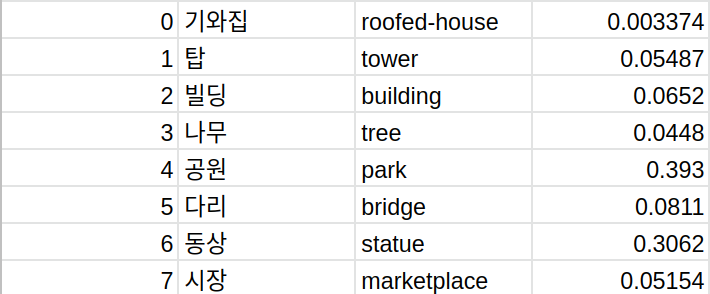 0 기와집 roofed-house 0.003374
1 탑 tower 0.05487
2 빌딩 building 0.0652
3 나무 tree 0.0448
4 공원 park 0.393
5 다리 bridge 0.0811
6 동상 statue 0.3062
7 시장 marketplace 0.05154